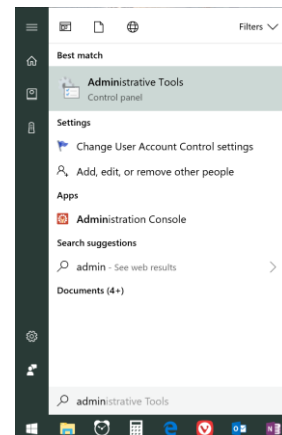 Filters
Best match
Administrative Tools
Control panel
Settings
Change User Account Control settings
Add, edit, or remove other people
Apps
Administration Console
Search suggestions
admin - See web results
Documents (4+)
administrative Tools